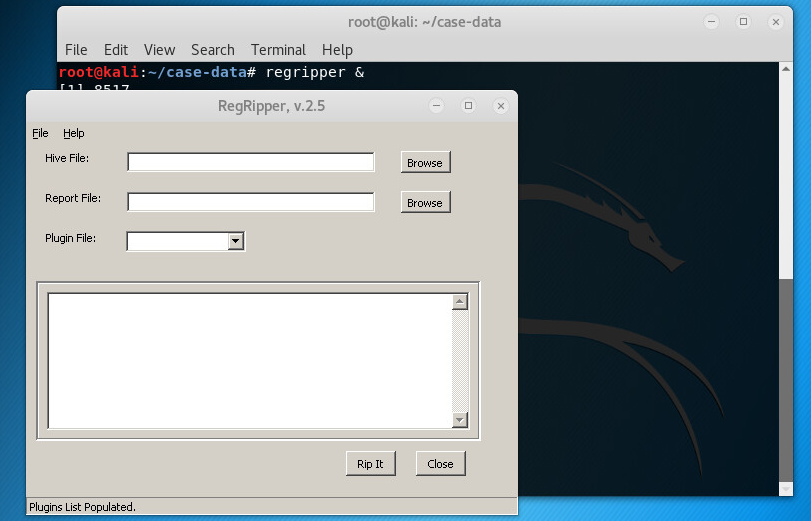 root@kali: ~/case-data
File Edit View Search Terminal Help
root@kali:~/case-data# regripper &
[1] 8517
RegRipper, v.2.5
File Help
Hive File: Browse
Report File: Browse
Plugin File:
Rip It Close
Plugins List Populated.